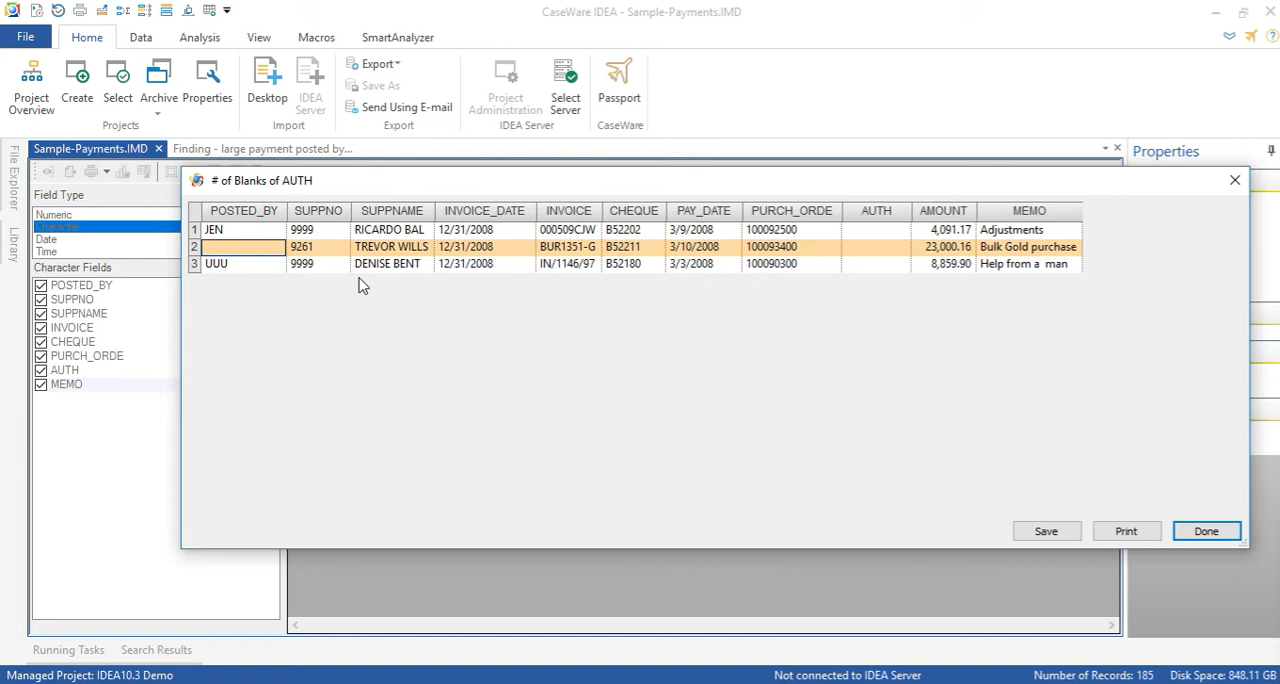 CaseWare IDEA - Sample-Payments.IMD
File Home Data Analysis View Macros SmartAnalyzer
Project Overview
Create
Select
Archive
Properties
Projects
Desktop
IDEA Server
Import
Export
Save As
Send Using E-mail
Export
Project Administration
Select Server
IDEA Server
Passport
CaseWare
File Explorer
Library
Sample-Payments.IMD
Finding - large payment posted by...
Properties
Field Type
Numeric
Character
Date
Time
Character Fields
POSTED_BY
SUPPNO
SUPPNAME
INVOICE
CHEQUE
PURCH_ORDE
AUTH
MEMO
# of Blanks of AUTH
POSTED_BY SUPPNO SUPPNAME INVOICE_DATE INVOICE CHEQUE PAY_DATE PURCH_ORDE AUTH AMOUNT MEMO
1 JEN 9999 RICARDO BAL 12/31/2008 000509CJW B52202 3/9/2008 100092500 4,091.17 Adjustments
2 9261 TREVOR WILLS 12/31/2008 BUR1351-G B52211 3/10/2008 100093400 23,000.16 Bulk Gold purchase
3 UUU 9999 DENISE BENT 12/31/2008 IN/1146/97 B52180 3/3/2008 100090300 8,859.90 Help from a man
Save Print Done
Running Tasks Search Results
Managed Project: IDEA10.3 Demo Not connected to IDEA Server Number of Records: 185 Disk Space: 848.11 GB